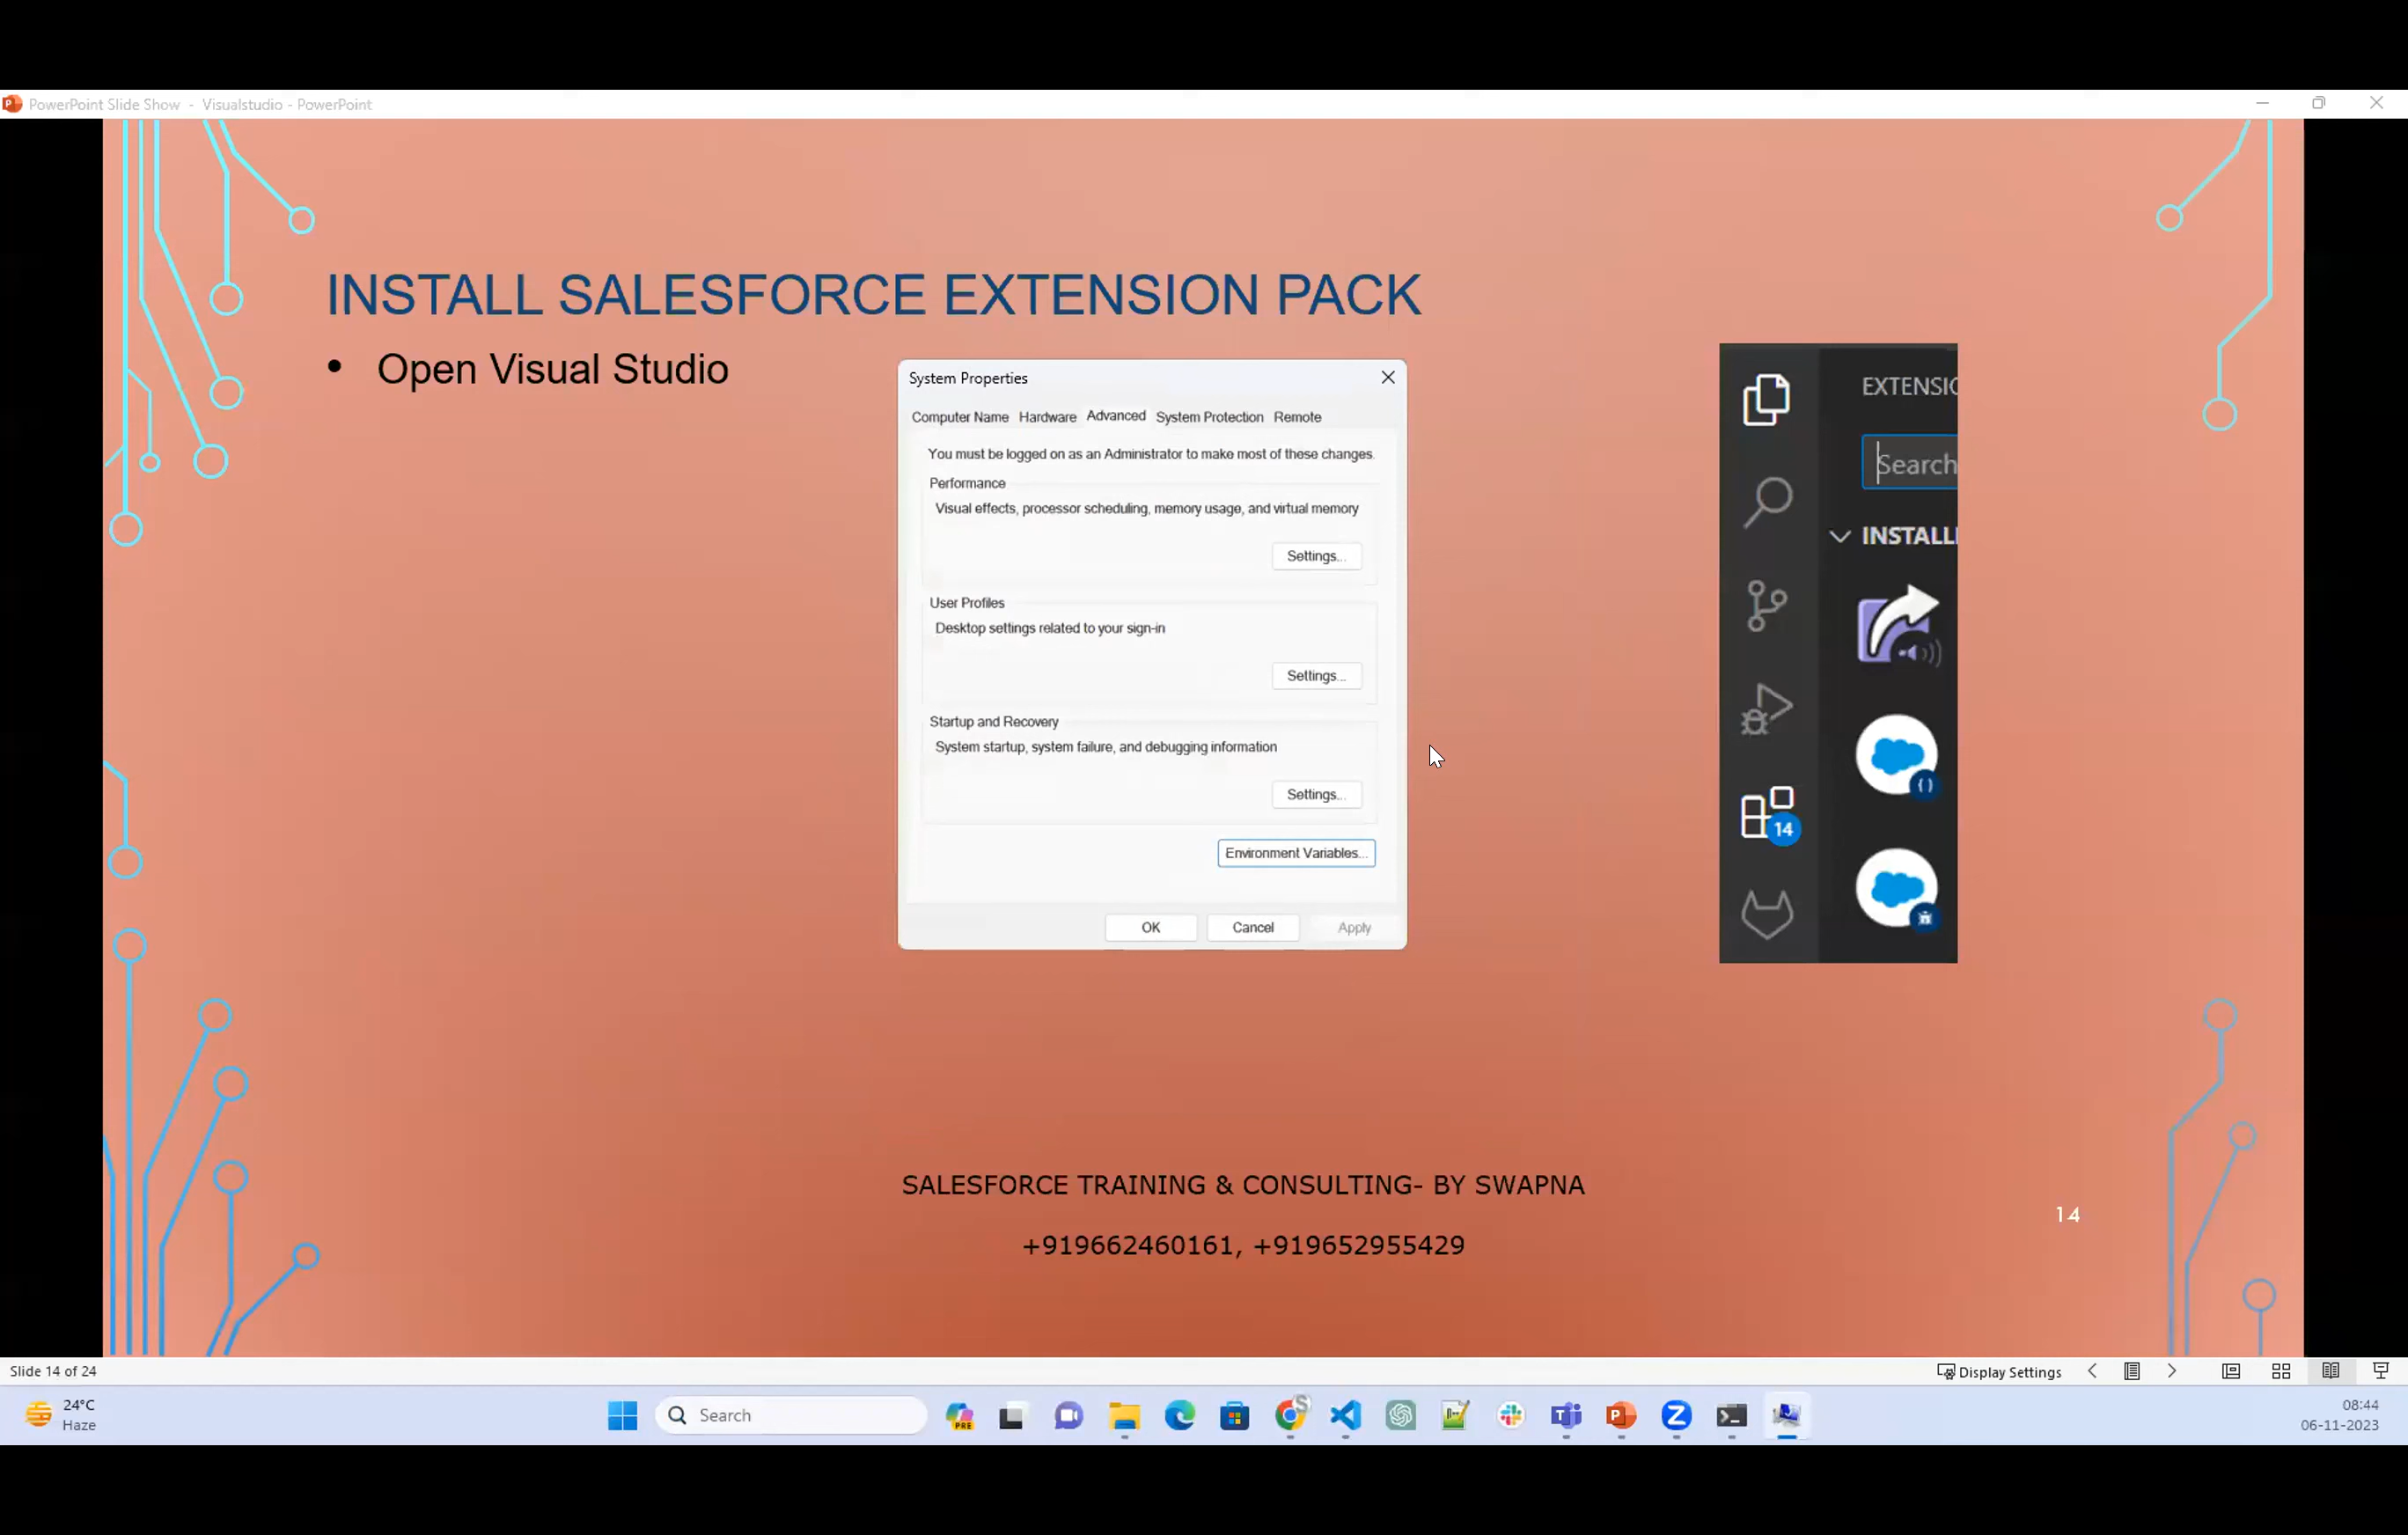 PowerPoint Slide Show - Visualstudio - PowerPoint
INSTALL SALESFORCE EXTENSION PACK
• Open Visual Studio
System Properties
Computer Name Hardware Advanced System Protection Remote
You must be logged on as an Administrator to make most of these changes.
Performance
Visual effects, processor scheduling, memory usage, and virtual memory
Settings...
User Profiles
Desktop settings related to your sign-in
Settings...
Startup and Recovery
System startup, system failure, and debugging information
Settings...
Environment Variables...
OK Cancel Apply
EXTENSIO
Search
INSTALL
14
SALESFORCE TRAINING & CONSULTING- BY SWAPNA
+919662460161, +919652955429
14
Slide 14 of 24
Display Settings
24°C
Haze
Search
PRE
08:44
06-11-2023